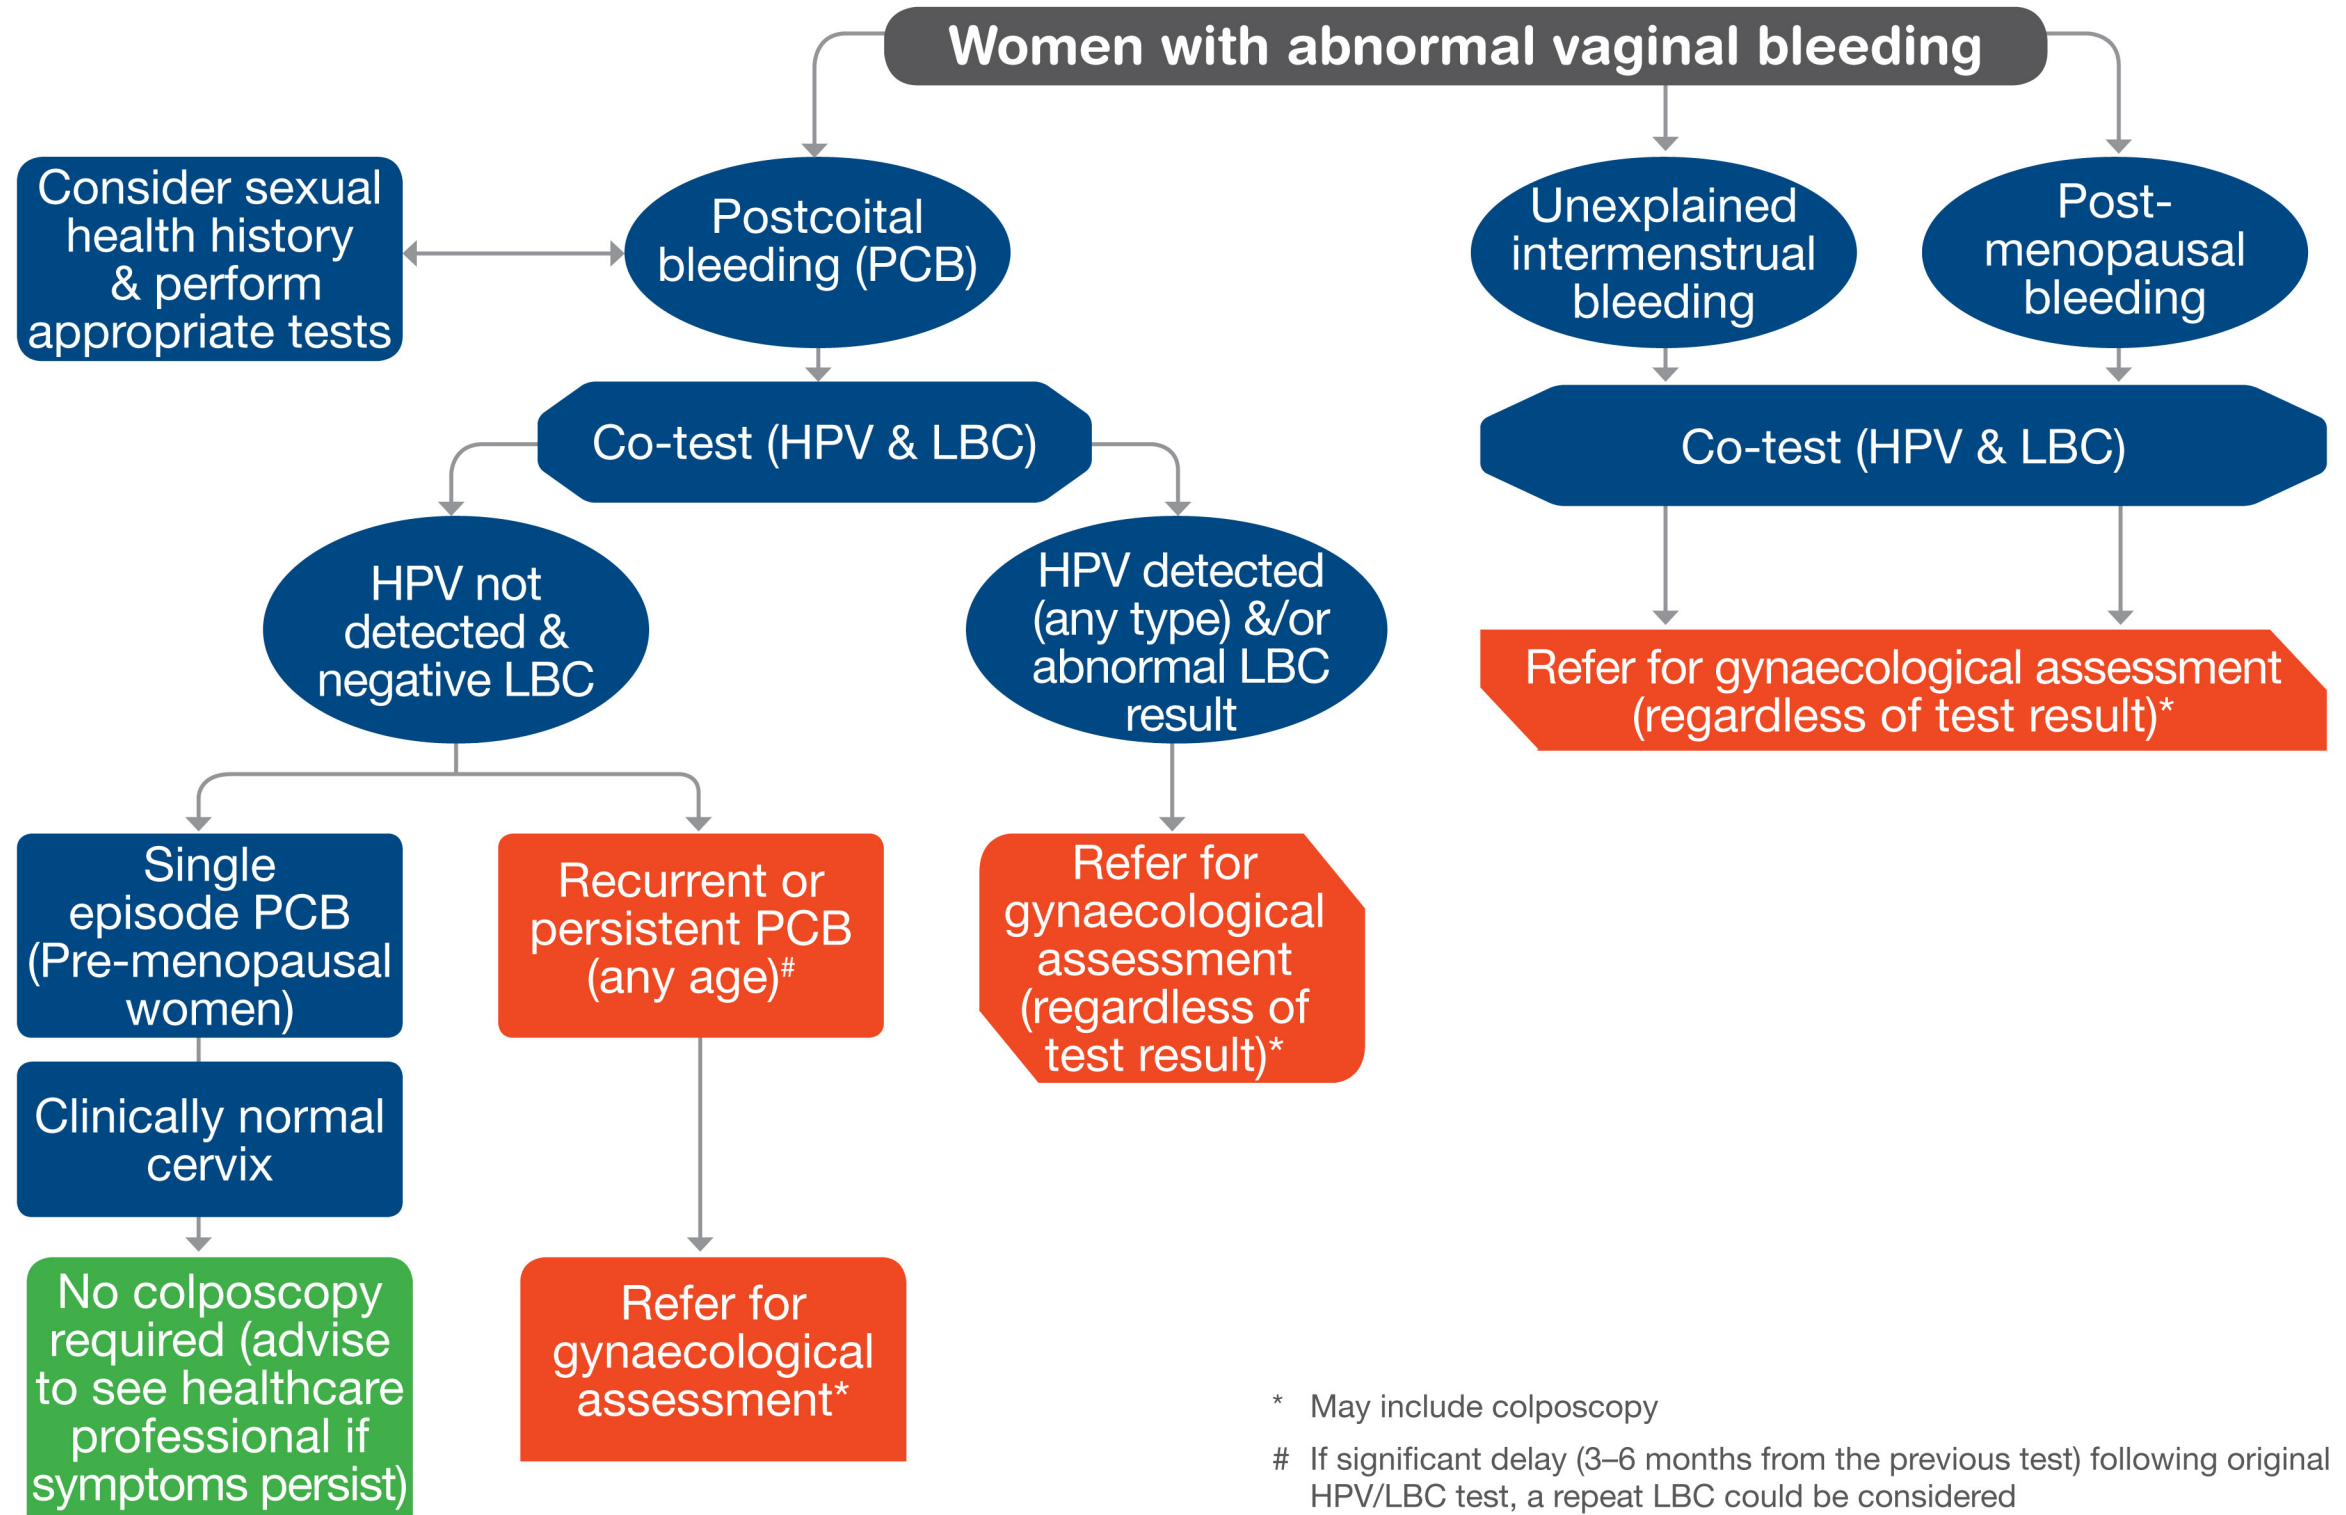 Women with abnormal vaginal bleeding
Consider sexual
health history
& perform
appropriate tests
Postcoital
bleeding (PCB)
Unexplained
intermenstrual
bleeding
Post-
menopausal
bleeding
Co-test (HPV & LBC)
Co-test (HPV & LBC)
HPV not
detected &
negative LBC
HPV detected
(any type) &/or
abnormal LBC
result
Refer for gynaecological assessment
(regardless of test result)*
Single
episode PCB
(Pre-menopausal
women)
Recurrent or
persistent PCB
(any age)#
Refer for
gynaecological
assessment
(regardless of
test result)*
Clinically normal
cervix
No colposcopy
required (advise
to see healthcare
professional if
symptoms persist)
Refer for
gynaecological
assessment*
* May include colposcopy
# If significant delay (3–6 months from the previous test) following original
HPV/LBC test, a repeat LBC could be considered